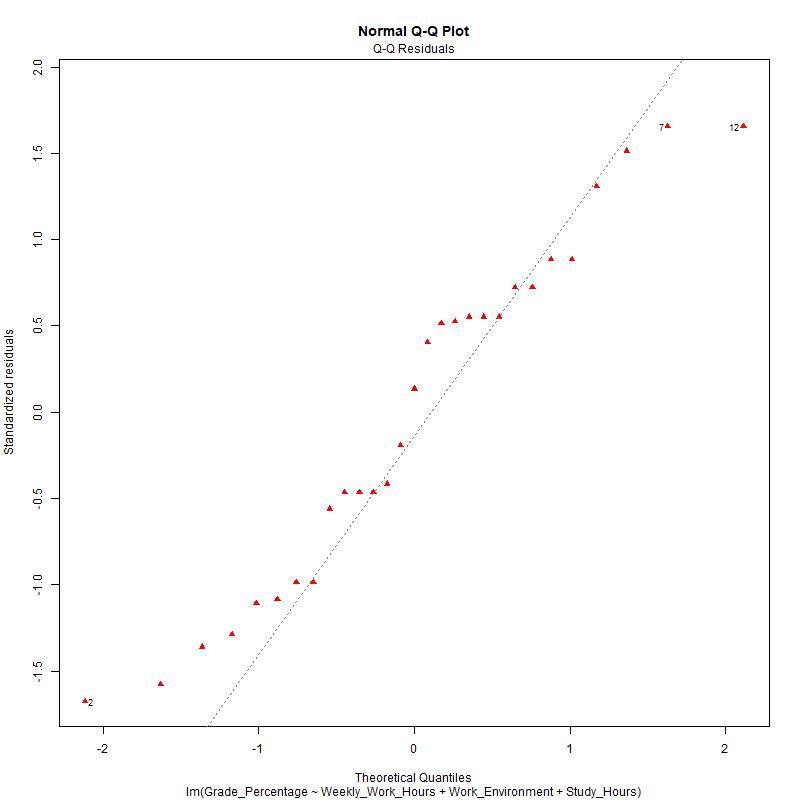 Normal Q-Q Plot
Q-Q Residuals
2.0
1.5
1.0
0.5
0.0
-0.5
-1.0
-1.5
Standardized residuals
7
12
2
-2 -1 0 1 2
Theoretical Quantiles
lm(Grade_Percentage ~ Weekly_Work_Hours + Work_Environment + Study_Hours)